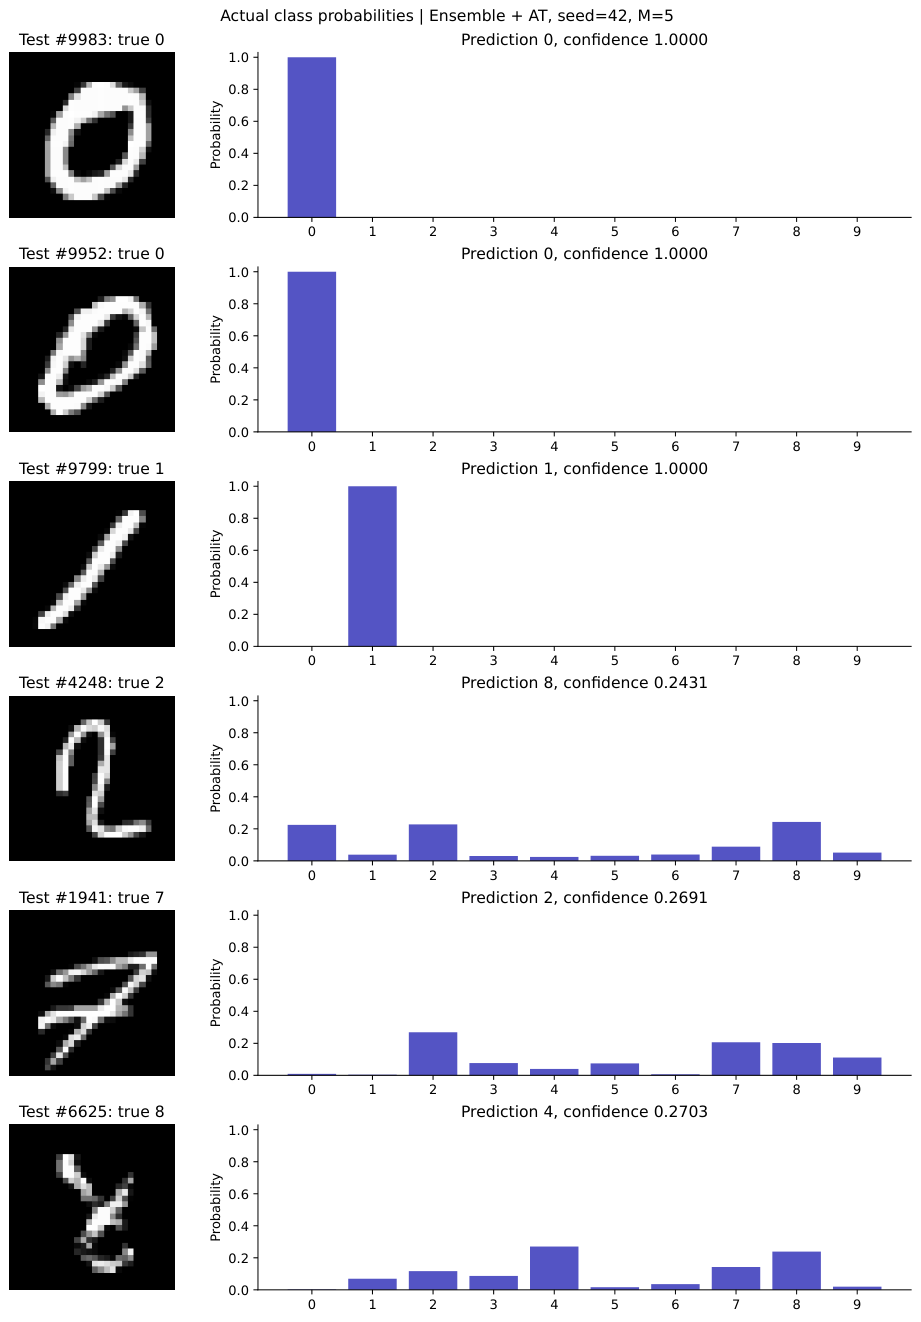 Actual class probabilities | Ensemble + AT, seed=42, M=5
Test #9983: true 0
Prediction 0, confidence 1.0000
Probability
1.0
0.8
0.6
0.4
0.2
0.0
0 1 2 3 4 5 6 7 8 9
Test #9952: true 0
Prediction 0, confidence 1.0000
Probability
1.0
0.8
0.6
0.4
0.2
0.0
0 1 2 3 4 5 6 7 8 9
Test #9799: true 1
Prediction 1, confidence 1.0000
Probability
1.0
0.8
0.6
0.4
0.2
0.0
0 1 2 3 4 5 6 7 8 9
Test #4248: true 2
Prediction 8, confidence 0.2431
Probability
1.0
0.8
0.6
0.4
0.2
0.0
0 1 2 3 4 5 6 7 8 9
Test #1941: true 7
Prediction 2, confidence 0.2691
Probability
1.0
0.8
0.6
0.4
0.2
0.0
0 1 2 3 4 5 6 7 8 9
Test #6625: true 8
Prediction 4, confidence 0.2703
Probability
1.0
0.8
0.6
0.4
0.2
0.0
0 1 2 3 4 5 6 7 8 9